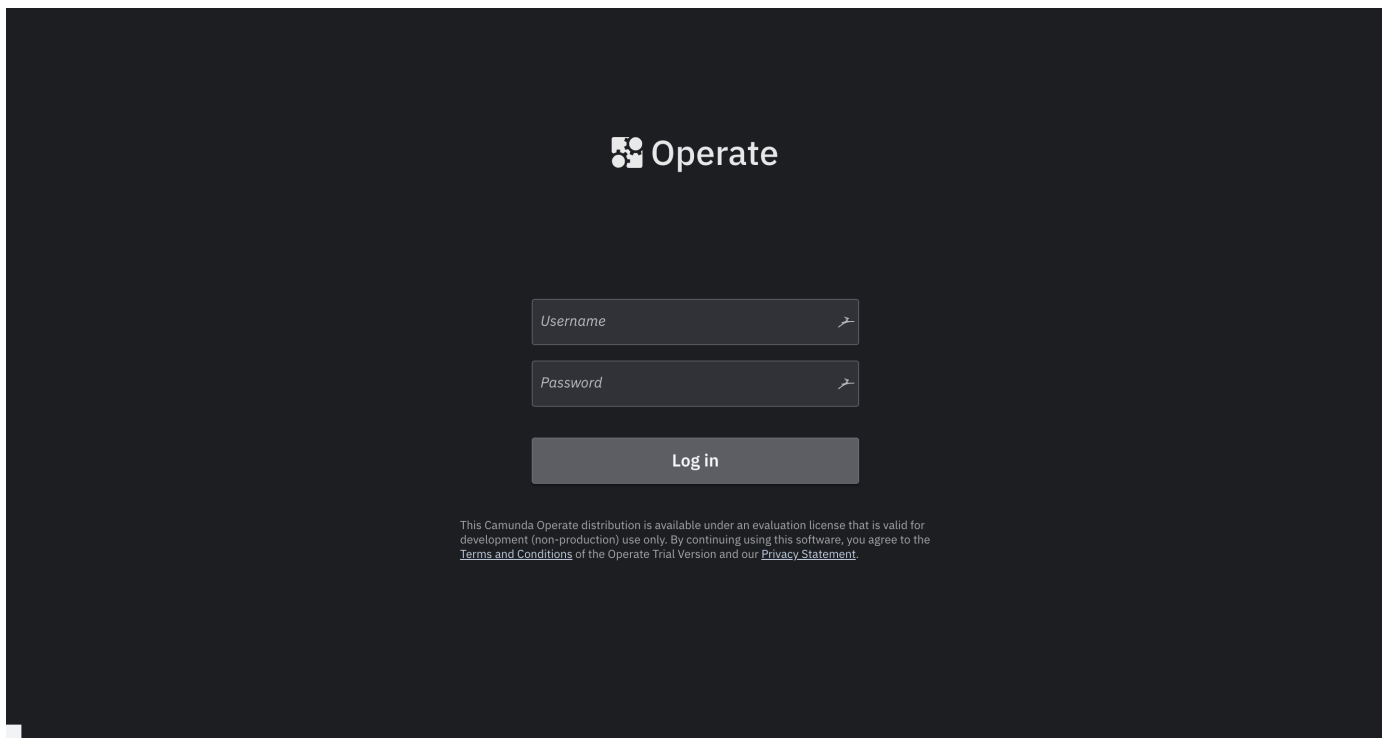 Operate
Username
Password
Log in
This Camunda Operate distribution is available under an evaluation license that is valid for
development (non-production) use only. By continuing using this software, you agree to the
Terms and Conditions of the Operate Trial Version and our Privacy Statement.